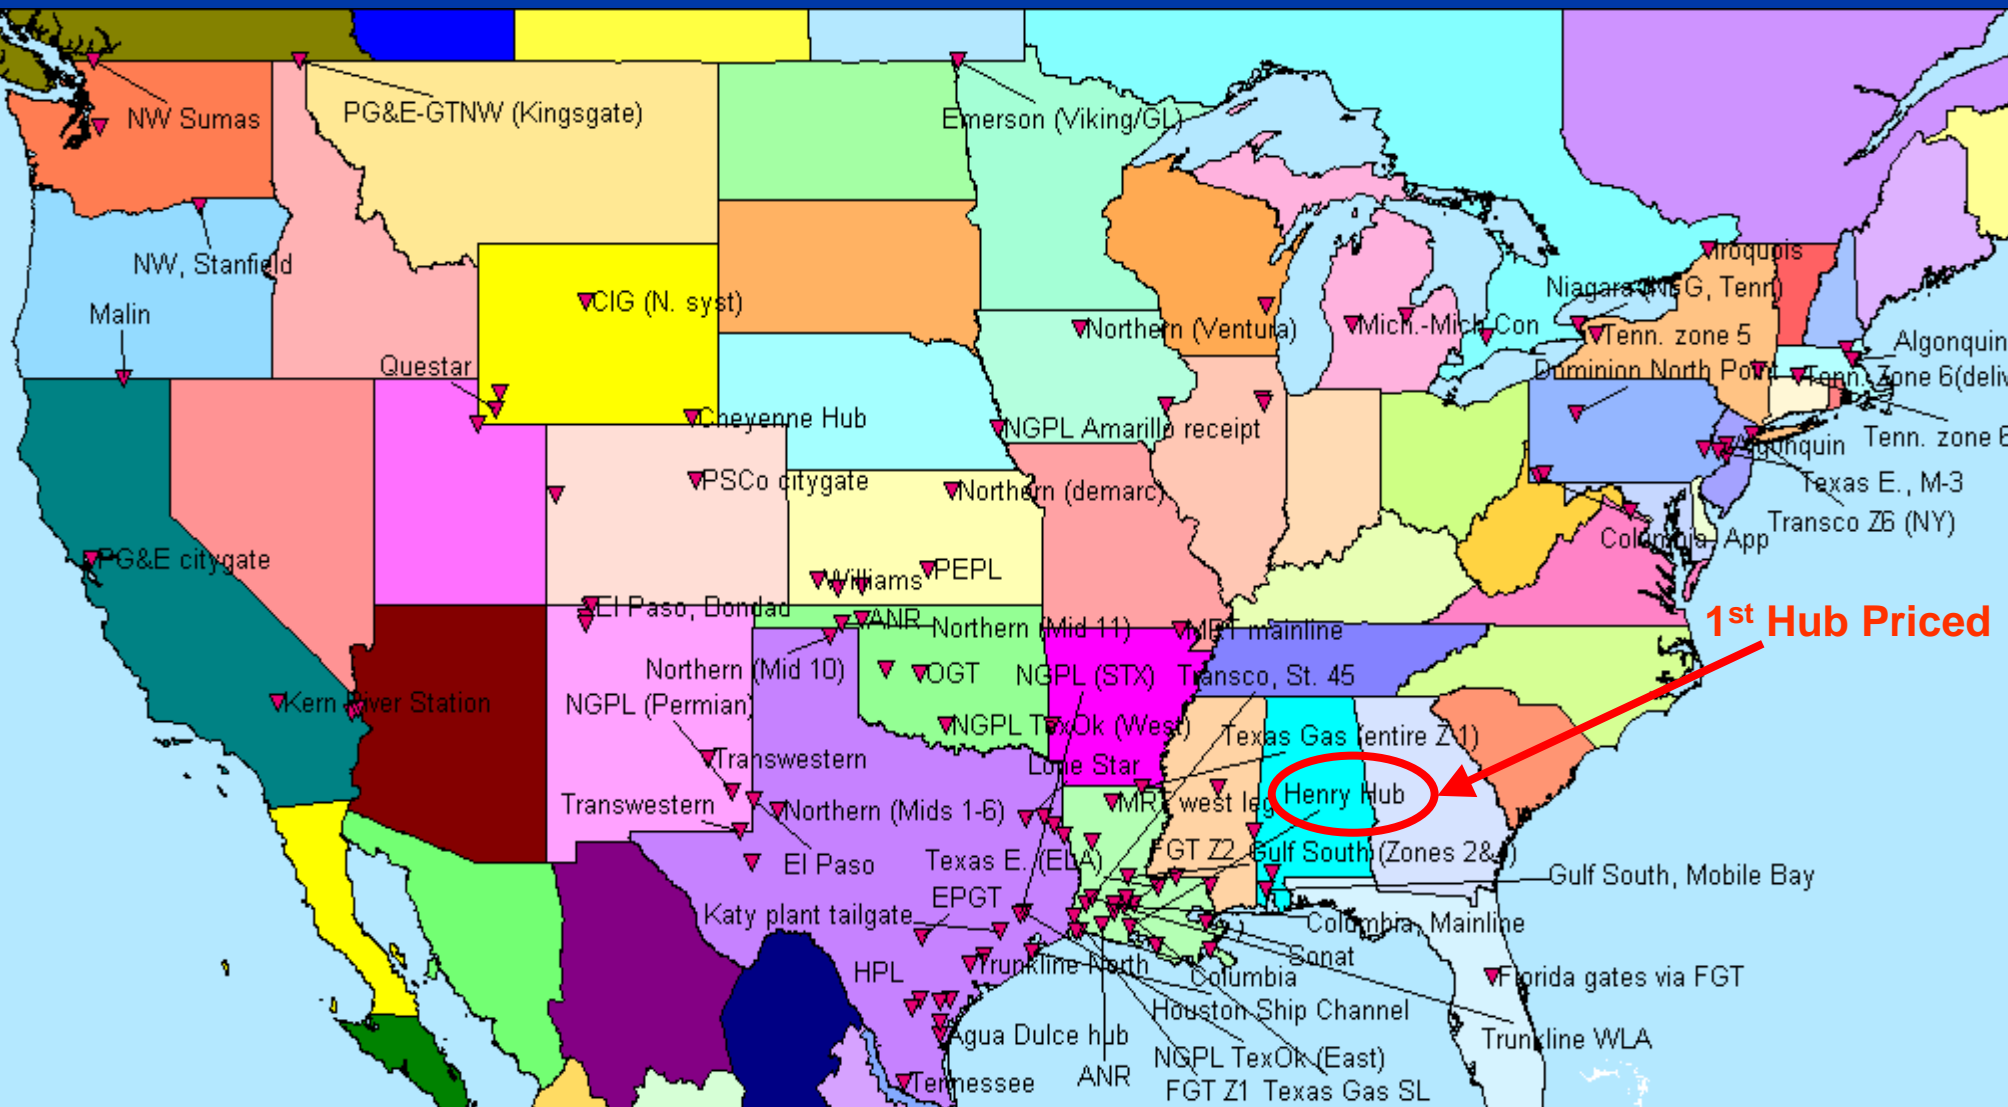 NW Sumas
PG&E-GTNW (Kingsgate)
Emerson (Viking/GL)
NW, Stanfield
Malin
CIG (N. syst)
Questar
Cheyenne Hub
Northern (Ventura)
Mich.-Mich Con
Iroquois
Niagara (NFG, Tenn)
Tenn. zone 5
Dominion North Point
Algonquin
Tenn. Zone 6(deliv
Tenn. zone 6
Algonquin
Texas E., M-3
Transco Z6 (NY)
Columbia, App
NGPL Amarillo receipt
PSCo citygate
Northern (demarc)
PG&E citygate
Williams
PEPL
El Paso, Bondad
ANR
Northern (Mid 11)
MRT mainline
1st Hub Priced
Northern (Mid 10)
OGT
NGPL (STX)
Transco, St. 45
Kern River Station
NGPL (Permian)
NGPL TexOk (West)
Texas Gas (entire Z 1)
Transwestern
Lone Star
Henry Hub
Transwestern
Northern (Mids 1-6)
MRT west leg
El Paso
Texas E. (ELA)
FGT Z2
Gulf South (Zones 2&4)
Gulf South, Mobile Bay
EPGT
Katy plant tailgate
Columbia, Mainline
Sonat
HPL
Trunkline North
Columbia
Florida gates via FGT
Houston Ship Channel
Agua Dulce hub
Trunkline WLA
NGPL TexOk (East)
ANR
Tennessee
FGT Z1
Texas Gas SL